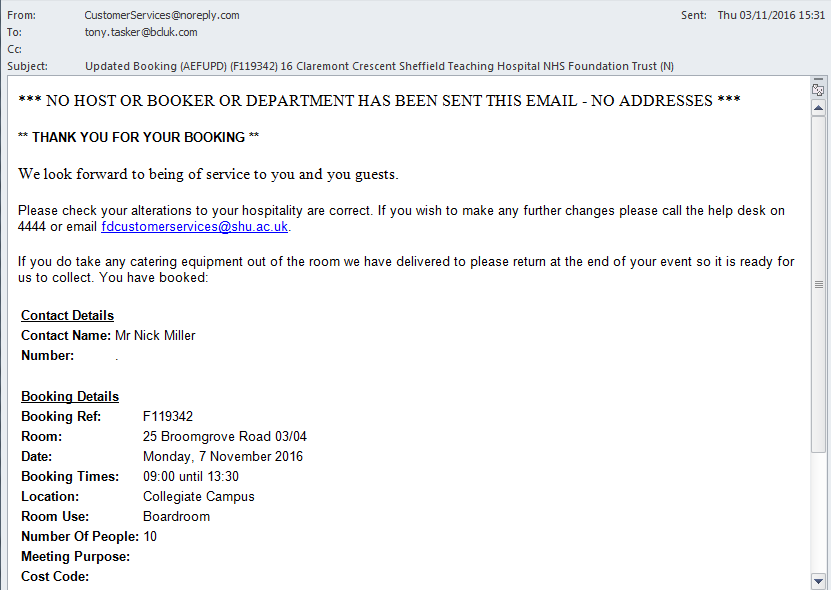 From: CustomerServices@noreply.com Sent: Thu 03/11/2016 15:31
To: tony.tasker@bcluk.com
Cc:
Subject: Updated Booking (AEFUPD) (F119342) 16 Claremont Crescent Sheffield Teaching Hospital NHS Foundation Trust (N)
*** NO HOST OR BOOKER OR DEPARTMENT HAS BEEN SENT THIS EMAIL - NO ADDRESSES ***
** THANK YOU FOR YOUR BOOKING **
We look forward to being of service to you and you guests.
Please check your alterations to your hospitality are correct. If you wish to make any further changes please call the help desk on
4444 or email fdcustomerservices@shu.ac.uk.
If you do take any catering equipment out of the room we have delivered to please return at the end of your event so it is ready for
us to collect. You have booked:
Contact Details
Contact Name: Mr Nick Miller
Number: .
Booking Details
Booking Ref: F119342
Room: 25 Broomgrove Road 03/04
Date: Monday, 7 November 2016
Booking Times: 09:00 until 13:30
Location: Collegiate Campus
Room Use: Boardroom
Number Of People: 10
Meeting Purpose:
Cost Code: